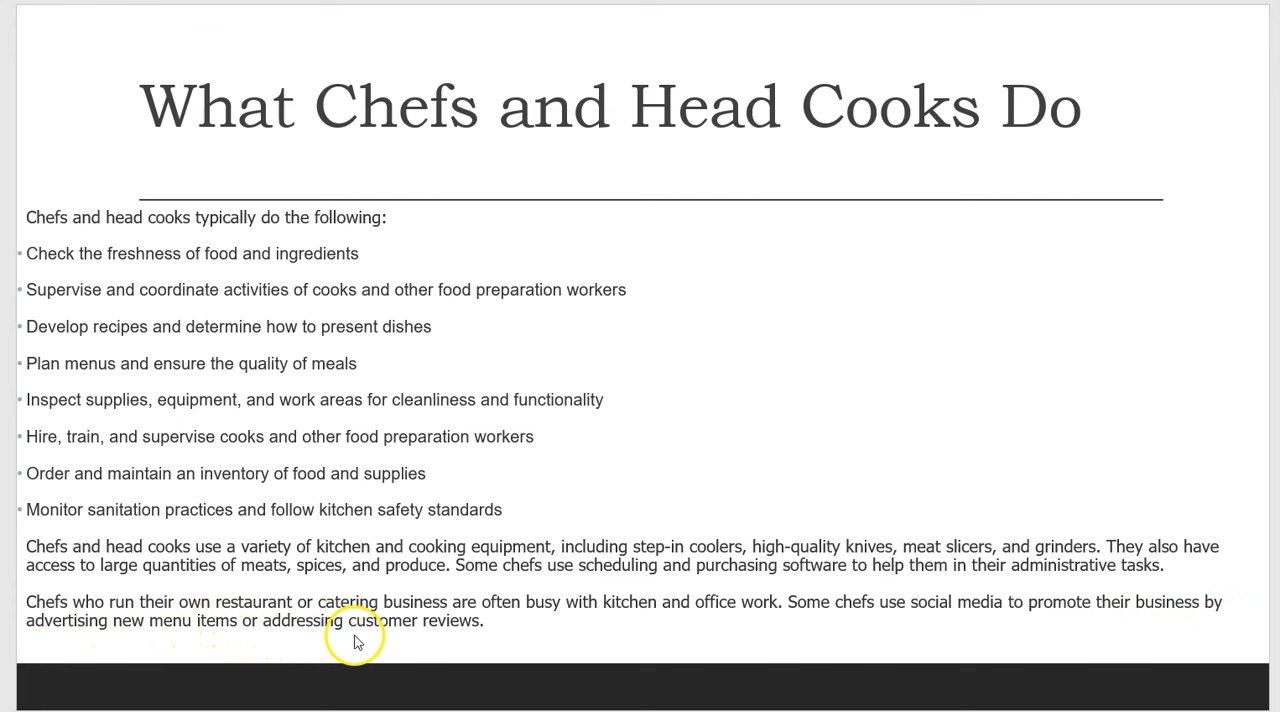 What Chefs and Head Cooks Do
Chefs and head cooks typically do the following:
• Check the freshness of food and ingredients
• Supervise and coordinate activities of cooks and other food preparation workers
• Develop recipes and determine how to present dishes
• Plan menus and ensure the quality of meals
• Inspect supplies, equipment, and work areas for cleanliness and functionality
• Hire, train, and supervise cooks and other food preparation workers
• Order and maintain an inventory of food and supplies
• Monitor sanitation practices and follow kitchen safety standards
Chefs and head cooks use a variety of kitchen and cooking equipment, including step-in coolers, high-quality knives, meat slicers, and grinders. They also have
access to large quantities of meats, spices, and produce. Some chefs use scheduling and purchasing software to help them in their administrative tasks.
Chefs who run their own restaurant or catering business are often busy with kitchen and office work. Some chefs use social media to promote their business by
advertising new menu items or addressing customer reviews.